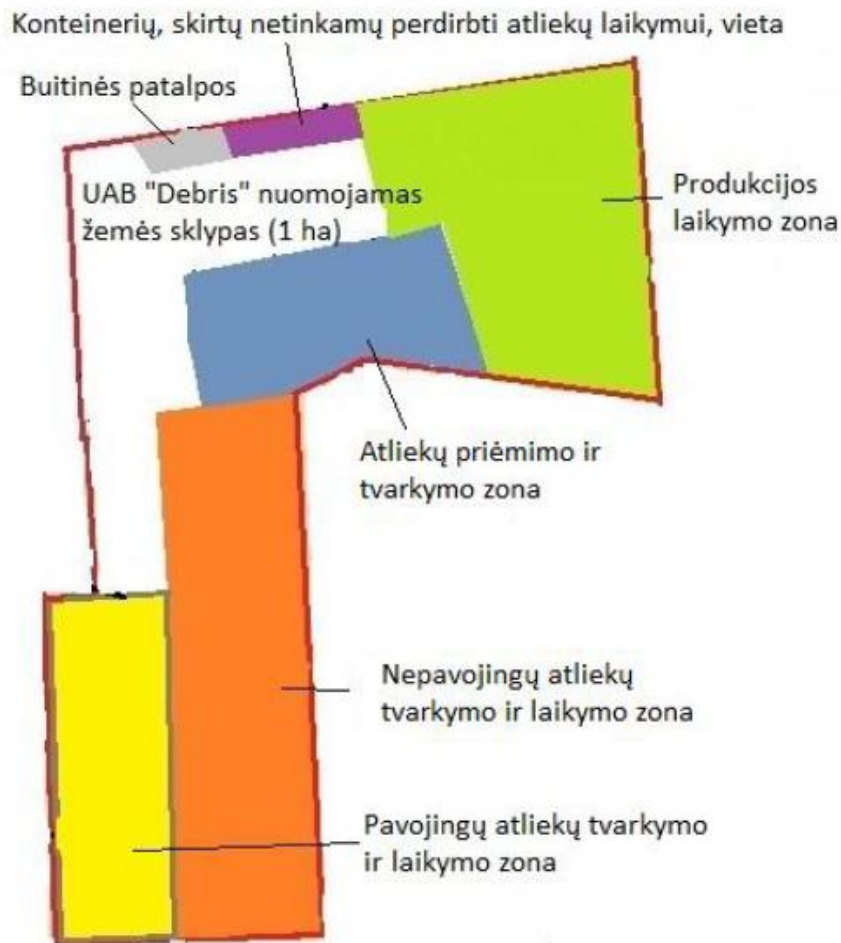 Konteinerių, skirtų netinkamų perdirbti atliekų laikymui, vieta
Buitinės patalpos
UAB "Debris" nuomojamas
žemės sklypas (1 ha)
Produkcijos
laikymo zona
Atliekų priėmimo ir
tvarkymo zona
Nepavojingų atliekų
tvarkymo ir laikymo zona
Pavojingų atliekų tvarkymo
ir laikymo zona